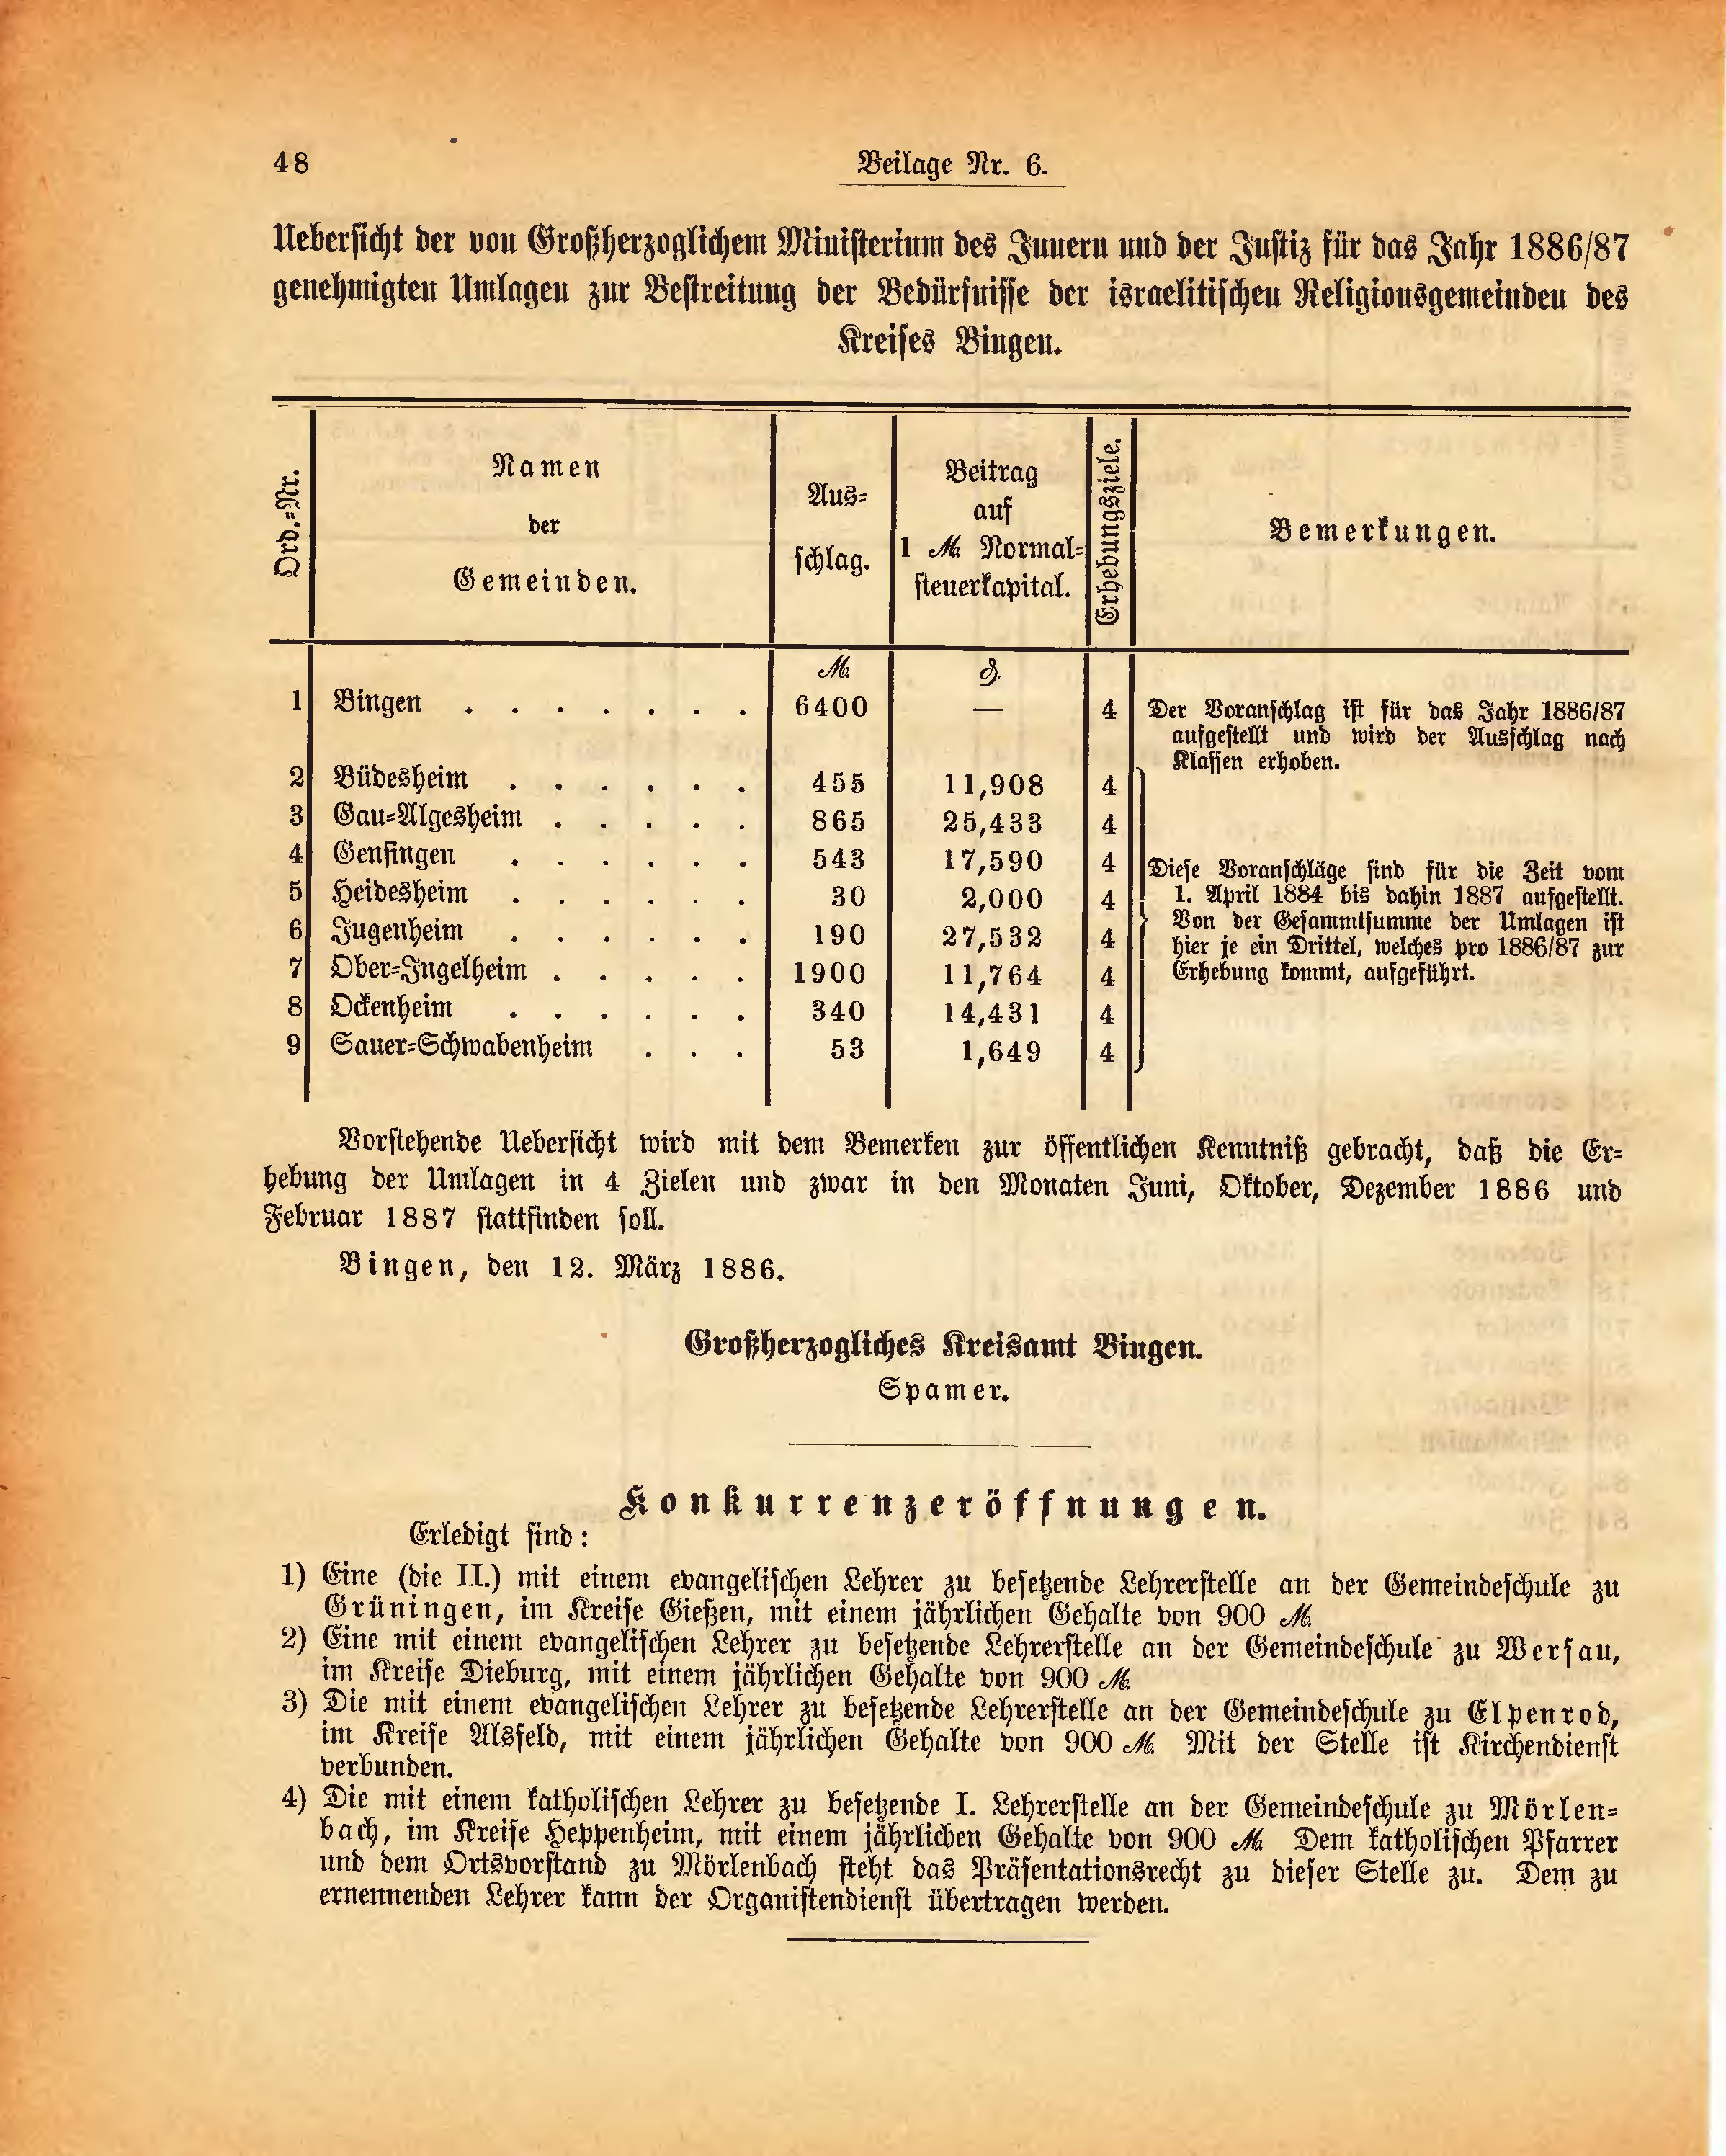 48
Beilage Nr. 6.
Uebersicht der von Großherzoglichem Ministerium des Innern und der Justiz für das Jahr 1886/87
genehmigten Umlagen zur Bestreitung der Bedürfnisse der israelitischen Religionsgemeinden des
Kreises Bingen.
Ord.-Nr.
Namen
der
Gemeinden.
Aus-
schlag.
Beitrag
auf
1 ℳ Normal-
steuerkapital.
Erhebungsziele.
Bemerkungen.
ℳ. ₰.
1 Bingen . . . . . . . 6400 — 4
Der Voranschlag ist für das Jahr 1886/87
aufgestellt und wird der Ausschlag nach
Klassen erhoben.
2 Büdesheim . . . . . . 455 11,908 4
3 Gau-Algesheim . . . . . 865 25,433 4
4 Gensingen . . . . . . 543 17,590 4
5 Heidesheim . . . . . . 30 2,000 4
6 Jugenheim . . . . . . 190 27,532 4
7 Ober-Ingelheim . . . . . 1900 11,764 4
8 Ockenheim . . . . . . 340 14,431 4
9 Sauer-Schwabenheim . . . 53 1,649 4
Diese Voranschläge sind für die Zeit vom
1. April 1884 bis dahin 1887 aufgestellt.
Von der Gesammtsumme der Umlagen ist
hier je ein Drittel, welches pro 1886/87 zur
Erhebung kommt, aufgeführt.
Vorstehende Uebersicht wird mit dem Bemerken zur öffentlichen Kenntniß gebracht, daß die Er-
hebung der Umlagen in 4 Zielen und zwar in den Monaten Juni, Oktober, Dezember 1886 und
Februar 1887 stattfinden soll.
Bingen, den 12. März 1886.
Großherzogliches Kreisamt Bingen.
Spamer.
Konkurrenzeröffnungen.
Erledigt sind:
1) Eine (die II.) mit einem evangelischen Lehrer zu besetzende Lehrerstelle an der Gemeindeschule zu
Grüningen, im Kreise Gießen, mit einem jährlichen Gehalte von 900 ℳ.
2) Eine mit einem evangelischen Lehrer zu besetzende Lehrerstelle an der Gemeindeschule zu Wersau,
im Kreise Dieburg, mit einem jährlichen Gehalte von 900 ℳ.
3) Die mit einem evangelischen Lehrer zu besetzende Lehrerstelle an der Gemeindeschule zu Elpenrod,
im Kreise Alsfeld, mit einem jährlichen Gehalte von 900 ℳ. Mit der Stelle ist Kirchendienst
verbunden.
4) Die mit einem katholischen Lehrer zu besetzende I. Lehrerstelle an der Gemeindeschule zu Mörlen-
bach, im Kreise Heppenheim, mit einem jährlichen Gehalte von 900 ℳ. Dem katholischen Pfarrer
und dem Ortsvorstand zu Mörlenbach steht das Präsentationsrecht zu dieser Stelle zu. Dem zu
ernennenden Lehrer kann der Organistendienst übertragen werden.